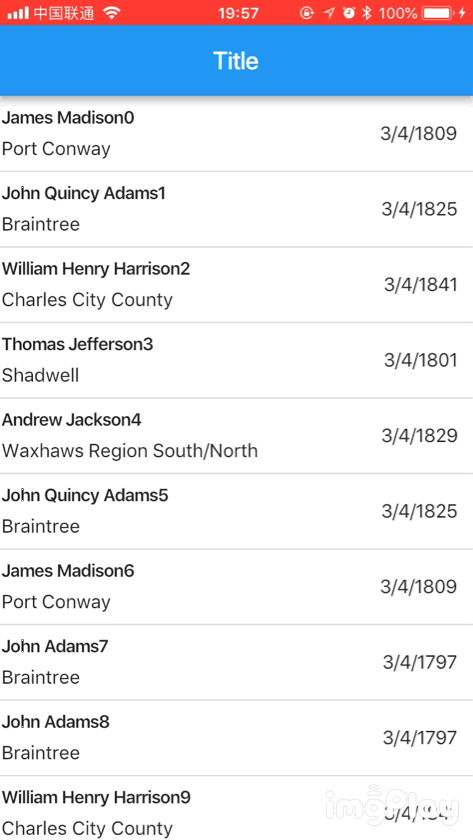 中国联通 19:57 100%
Title
James Madison0
Port Conway
3/4/1809
John Quincy Adams1
Braintree
3/4/1825
William Henry Harrison2
Charles City County
3/4/1841
Thomas Jefferson3
Shadwell
3/4/1801
Andrew Jackson4
Waxhaws Region South/North
3/4/1829
John Quincy Adams5
Braintree
3/4/1825
James Madison6
Port Conway
3/4/1809
John Adams7
Braintree
3/4/1797
John Adams8
Braintree
3/4/1797
William Henry Harrison9
Charles City County
imgPlay